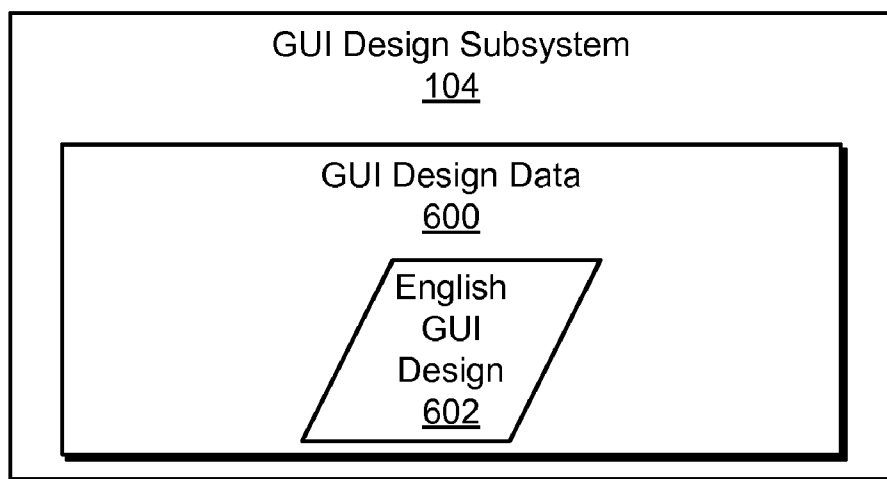 GUI Design Subsystem
104
GUI Design Data
600
English
GUI
Design
602